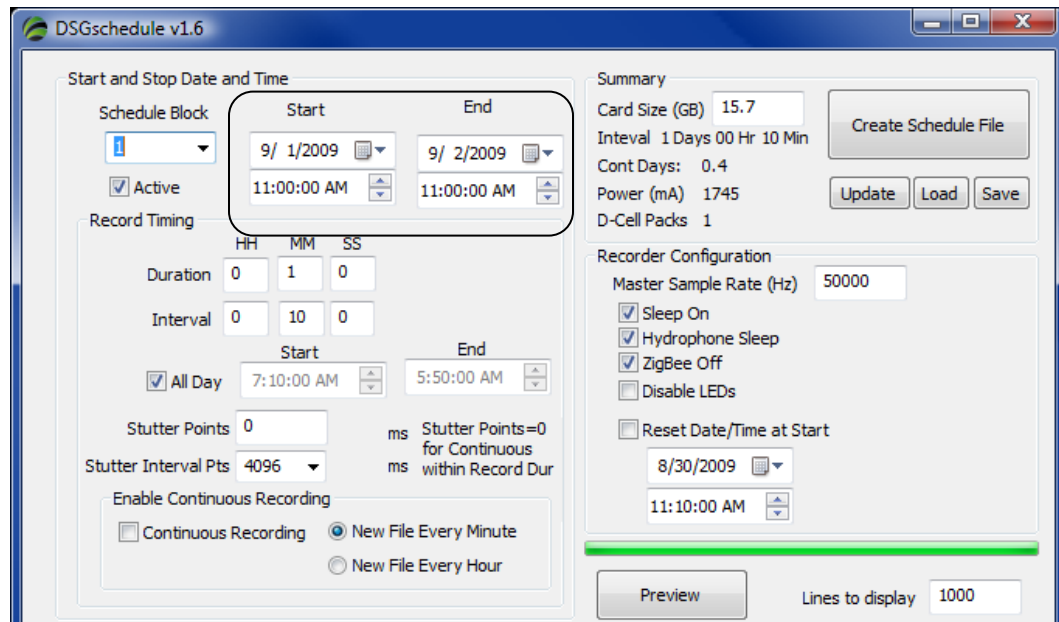 DSGschedule v1.6
Start and Stop Date and Time
Schedule Block
Start
End
1
9/ 1/2009
9/ 2/2009
Active
11:00:00 AM
11:00:00 AM
Record Timing
HH MM SS
Duration 0 1 0
Interval 0 10 0
Start
End
All Day
7:10:00 AM
5:50:00 AM
Stutter Points 0
ms
Stutter Points=0
for Continuous
within Record Dur
Stutter Interval Pts 4096
ms
Enable Continuous Recording
Continuous Recording
New File Every Minute
New File Every Hour
Summary
Card Size (GB) 15.7
Inteval 1 Days 00 Hr 10 Min
Cont Days: 0.4
Power (mA) 1745
D-Cell Packs 1
Create Schedule File
Update
Load
Save
Recorder Configuration
Master Sample Rate (Hz) 50000
Sleep On
Hydrophone Sleep
ZigBee Off
Disable LEDs
Reset Date/Time at Start
8/30/2009
11:10:00 AM
Preview
Lines to display 1000